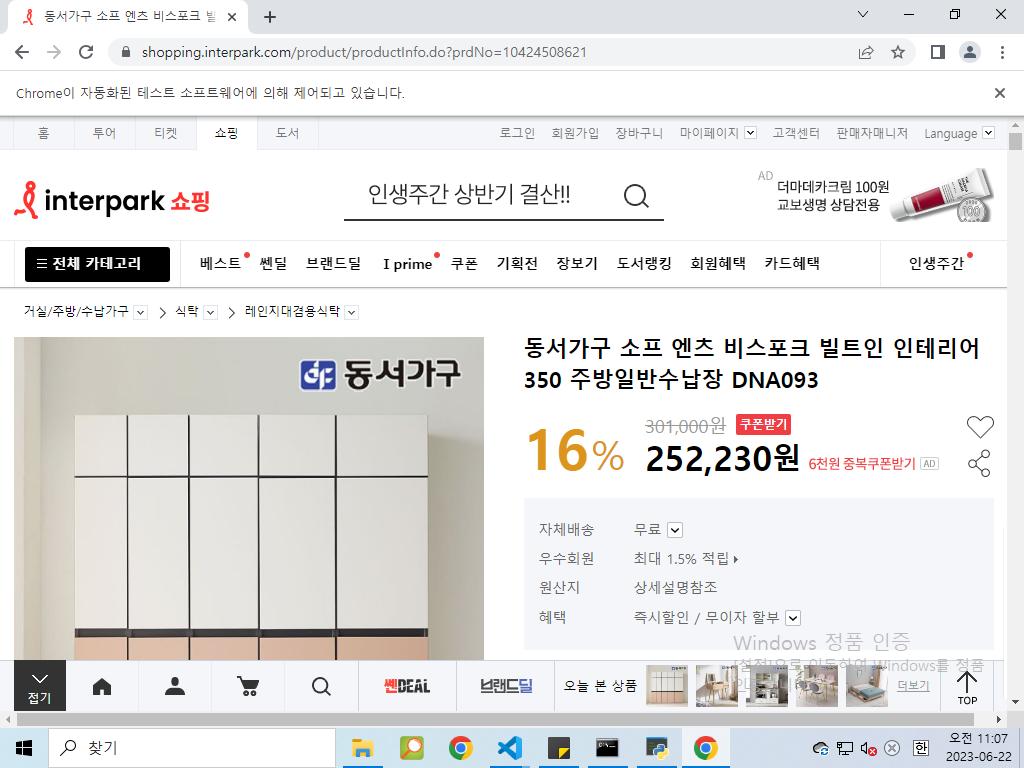 동서가구 소프 엔츠 비스포크 빌
shopping.interpark.com/product/productInfo.do?prdNo=10424508621
Chrome이 자동화된 테스트 소프트웨어에 의해 제어되고 있습니다.
홈 투어 티켓 쇼핑 도서 로그인 회원가입 장바구니 마이페이지 고객센터 판매자매니저 Language
interpark 쇼핑 인생주간 상반기 결산!!
AD 더마데카크림 100원
교보생명 상담전용
100
전체 카테고리 베스트 쎈딜 브랜드딜 I prime 쿠폰 기획전 장보기 도서랭킹 회원혜택 카드혜택 인생주간
거실/주방/수납가구 식탁 레인지대겸용식탁
동서가구
동서가구 소프 엔츠 비스포크 빌트인 인테리어
350 주방일반수납장 DNA093
16% 301,000원 쿠폰받기
252,230원 6천원 중복쿠폰받기 AD
자체배송 무료
우수회원 최대 1.5% 적립
원산지 상세설명참조
혜택 즉시할인 / 무이자 할부
Windows 정품 인증
[설정]으로 이동하여 Windows를 정품
접기 쎈DEAL 브랜드딜 오늘 본 상품 더보기 TOP
찾기
한 오전 11:07
2023-06-22